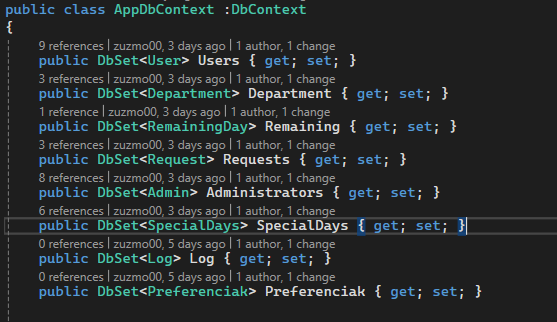 public class AppDbContext :DbContext
{
9 references | zuzmo00, 3 days ago | 1 author, 1 change
public DbSet<User> Users { get; set; }
3 references | zuzmo00, 3 days ago | 1 author, 1 change
public DbSet<Department> Department { get; set; }
1 reference | zuzmo00, 3 days ago | 1 author, 1 change
public DbSet<RemainingDay> Remaining { get; set; }
3 references | zuzmo00, 3 days ago | 1 author, 1 change
public DbSet<Request> Requests { get; set; }
8 references | zuzmo00, 3 days ago | 1 author, 1 change
public DbSet<Admin> Administrators { get; set; }
6 references | zuzmo00, 3 days ago | 1 author, 1 change
public DbSet<SpecialDays> SpecialDays { get; set; }
0 references | zuzmo00, 5 days ago | 1 author, 1 change
public DbSet<Log> Log { get; set; }
0 references | zuzmo00, 5 days ago | 1 author, 1 change
public DbSet<Preferenciak> Preferenciak { get; set; }